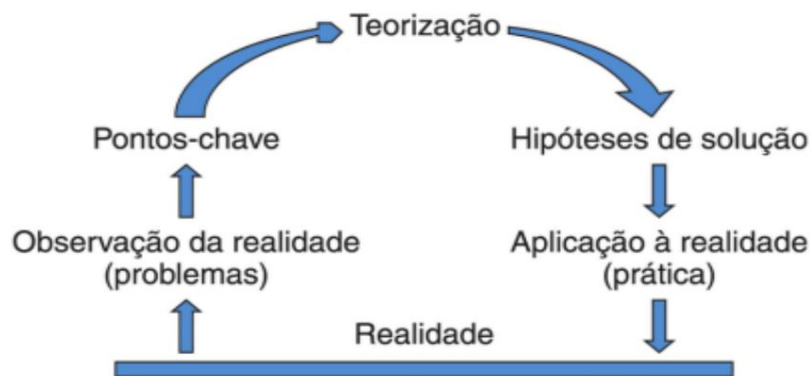 Teorização
Pontos-chave
Hipóteses de solução
Observação da realidade
(problemas)
Aplicação à realidade
(prática)
Realidade